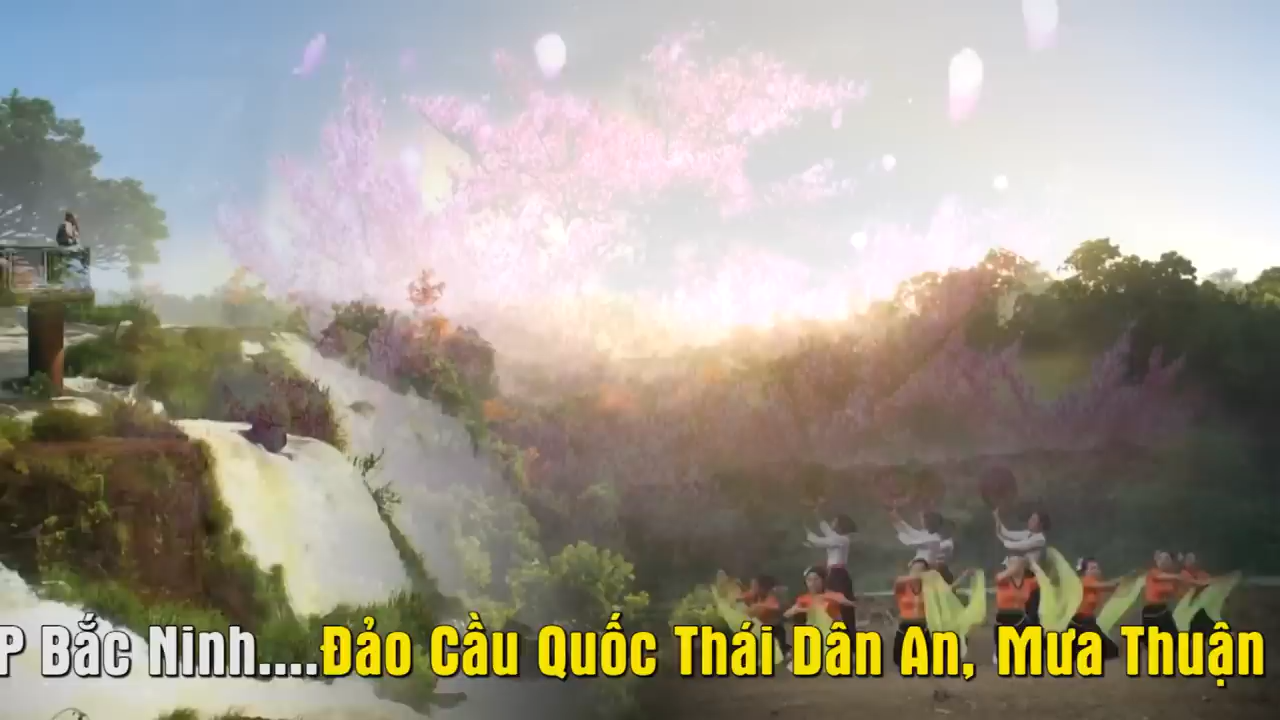 P Bắc Ninh....Đảo Cầu Quốc Thái Dân An, Mưa Thuận